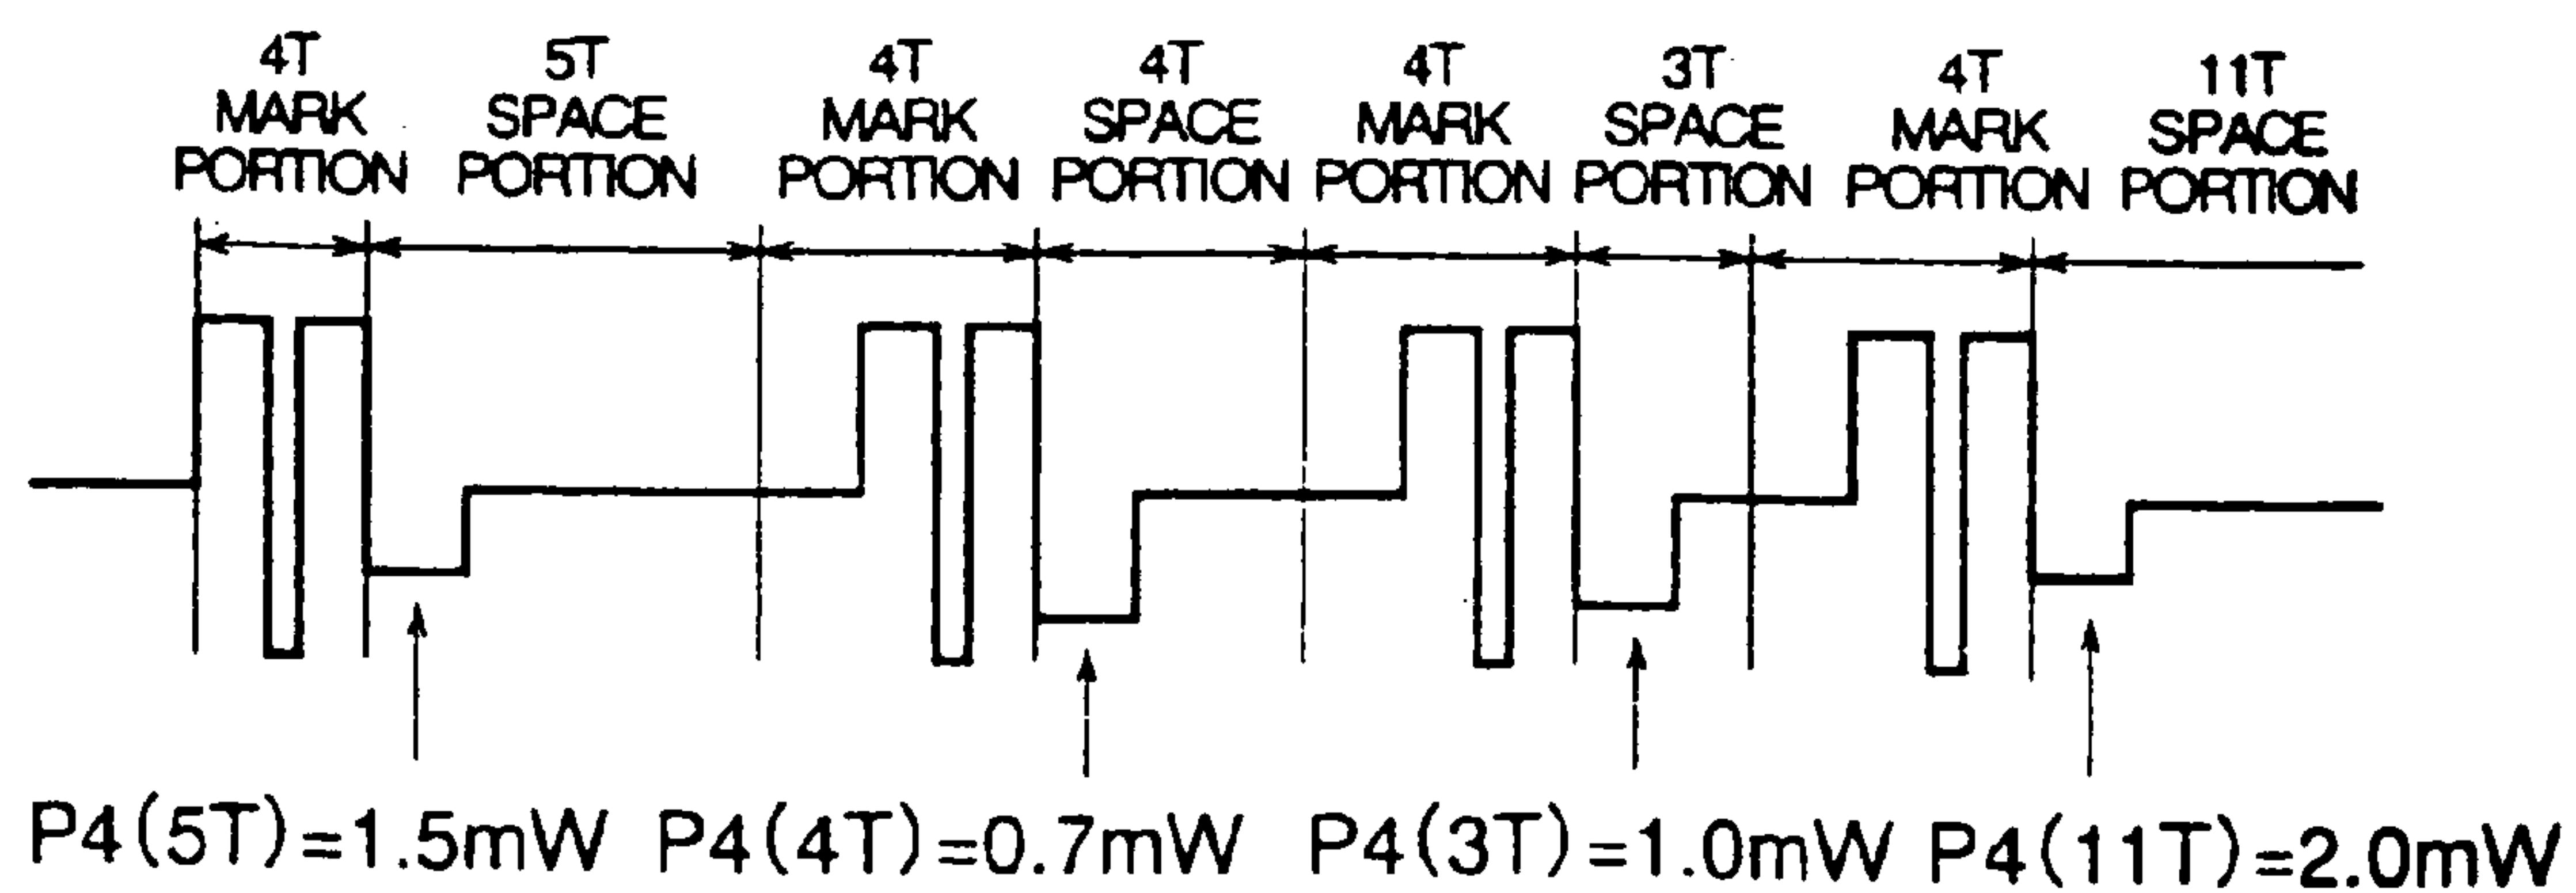 4T
MARK
PORTION
5T
SPACE
PORTION
4T
MARK
PORTION
4T
SPACE
PORTION
4T
MARK
PORTION
3T
SPACE
PORTION
4T
MARK
PORTION
11T
SPACE
PORTION
P4(5T)=1.5mW
P4(4T)=0.7mW
P4(3T)=1.0mW
P4(11T)=2.0mW